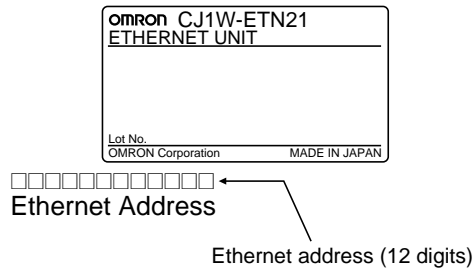 OMRON CJ1W-ETN21
ETHERNET UNIT
Lot No.
OMRON Corporation MADE IN JAPAN
□□□□□□□□□□□□
Ethernet Address
Ethernet address (12 digits)